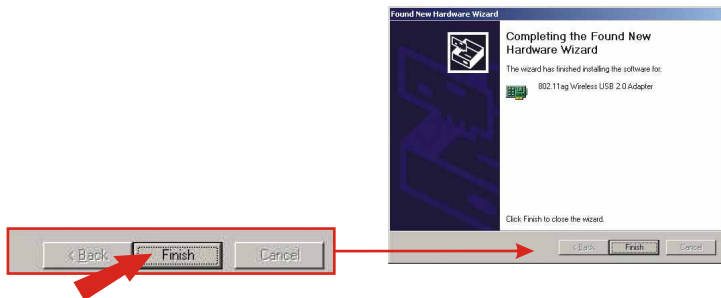 Found New Hardware Wizard
Completing the Found New
Hardware Wizard
The wizard has finished installing the software for:
802.11ag Wireless USB 2.0 Adapter
Click Finish to close the wizard.
< Back Finish Cancel
< Back Finish Cancel